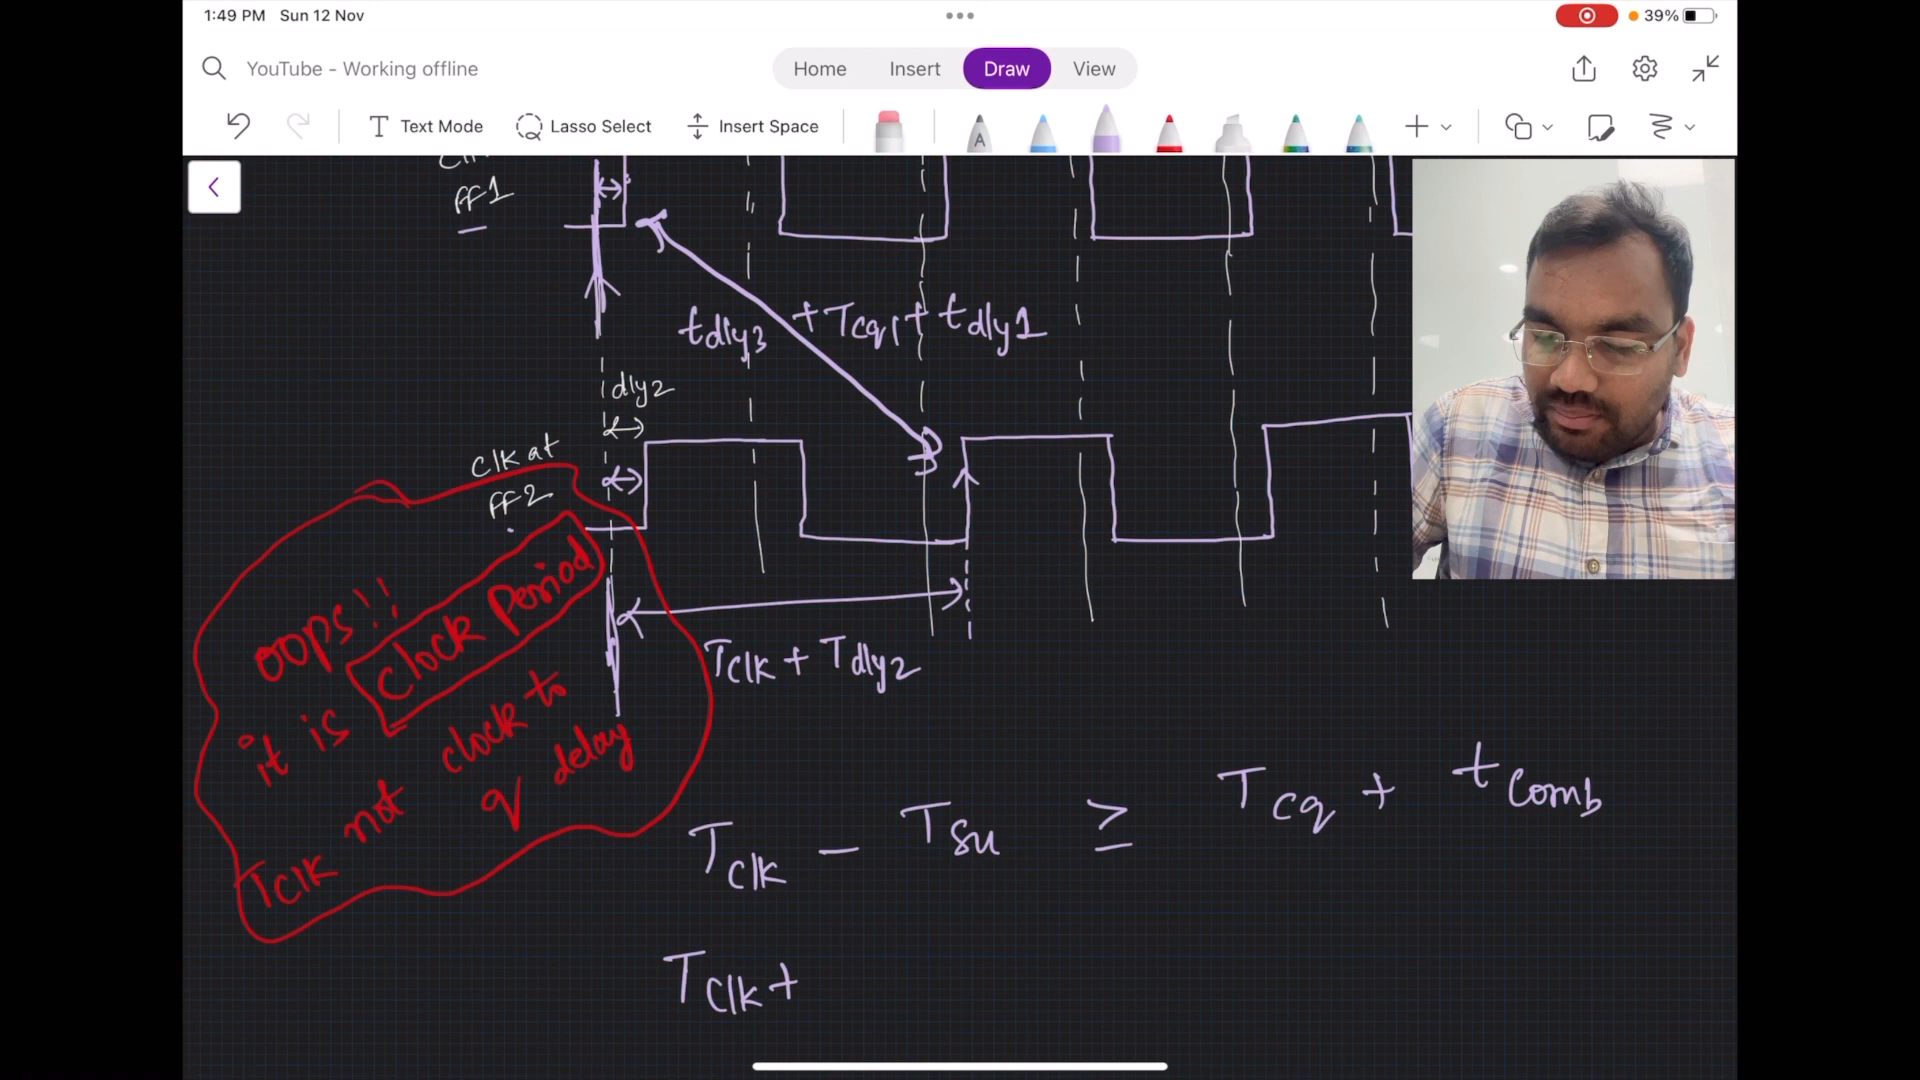 1:49 PM Sun 12 Nov
39%
YouTube - Working offline
Home Insert Draw View
Text Mode Lasso Select Insert Space
A
ff1
tdly3 + Tcq1 + tdly1
dly2
clk at
ff2
oops!!
it is clock period
not clock to
q delay
TClk
TClk + Tdly2
Tclk - Tsu ≥ Tcq + tcomb
TClk +